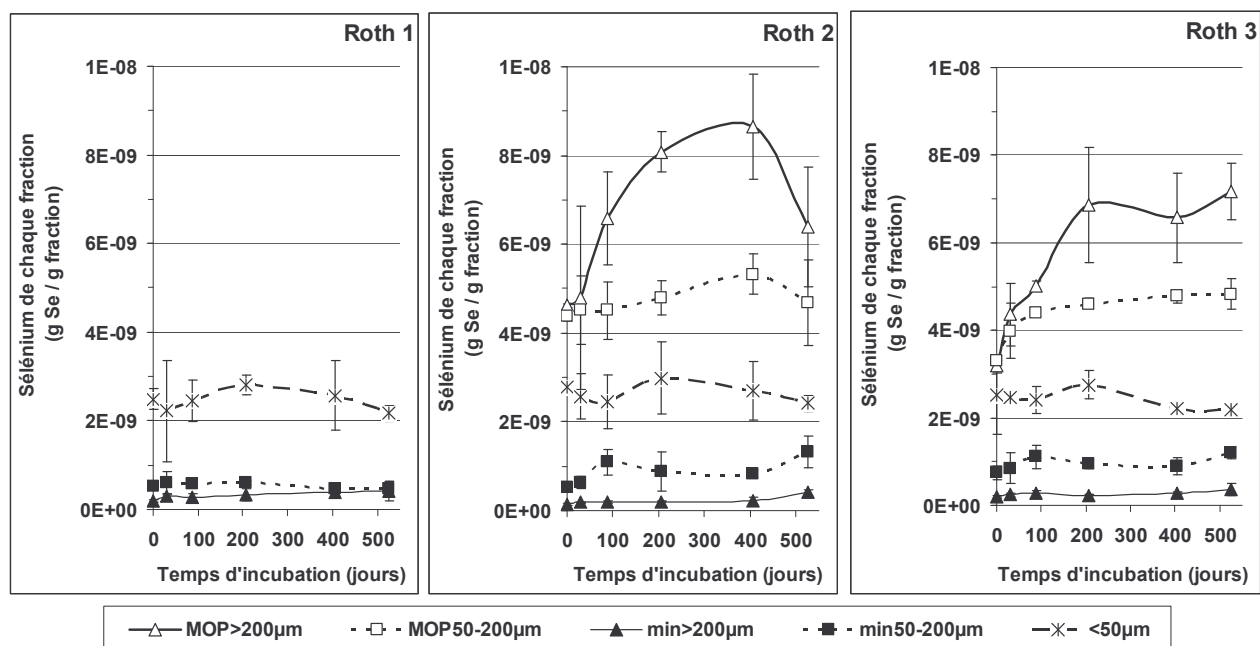 Roth 1
Sélénium de chaque fraction
(g Se / g fraction)
1E-08
8E-09
6E-09
4E-09
2E-09
0E+00
0 100 200 300 400 500
Temps d'incubation (jours)
Roth 2
Sélénium de chaque fraction
(g Se / g fraction)
1E-08
8E-09
6E-09
4E-09
2E-09
0E+00
0 100 200 300 400 500
Temps d'incubation (jours)
Roth 3
Sélénium de chaque fraction
(g Se / g fraction)
1E-08
8E-09
6E-09
4E-09
2E-09
0E+00
0 100 200 300 400 500
Temps d'incubation (jours)
MOP>200µm MOP50-200µm min>200µm min50-200µm <50µm